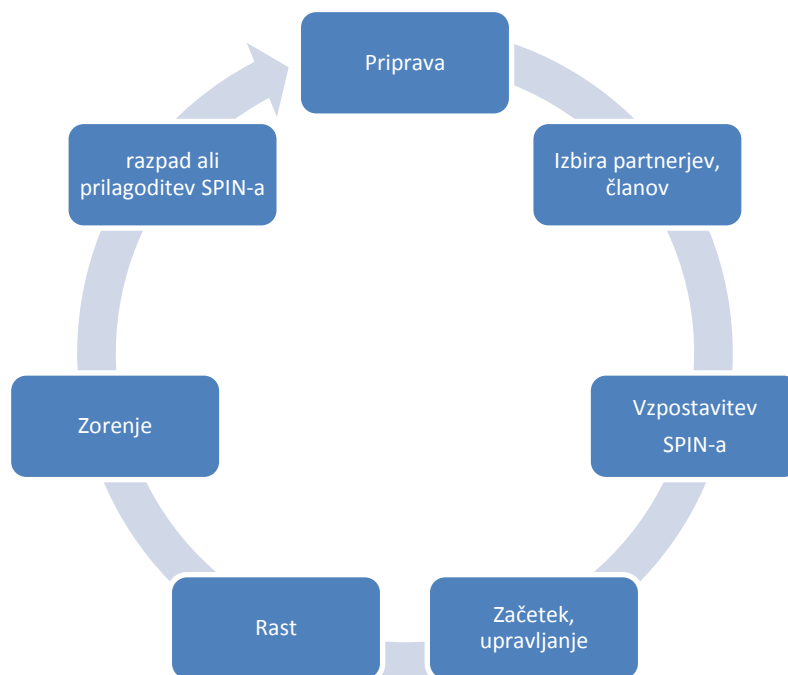 Priprava
Izbira partnerjev,
članov
Vzpostavitev
SPIN-a
Začetek,
upravljanje
Rast
Zorenje
razpad ali
prilagoditev SPIN-a